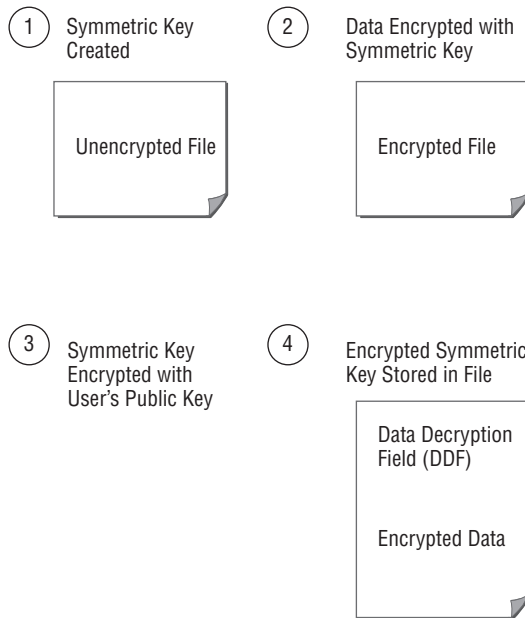 1
Symmetric Key
Created
Unencrypted File
2
Data Encrypted with
Symmetric Key
Encrypted File
3
Symmetric Key
Encrypted with
User's Public Key
4
Encrypted Symmetric
Key Stored in File
Data Decryption
Field (DDF)
Encrypted Data